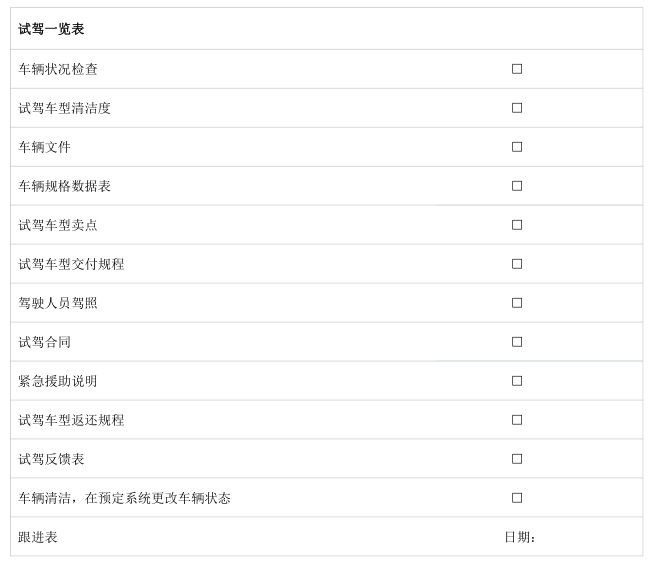 试驾一览表
车辆状况检查 ☐
试驾车型清洁度 ☐
车辆文件 ☐
车辆规格数据表 ☐
试驾车型卖点 ☐
试驾车型交付规程 ☐
驾驶人员驾照 ☐
试驾合同 ☐
紧急援助说明 ☐
试驾车型返还规程 ☐
试驾反馈表 ☐
车辆清洁，在预定系统更改车辆状态 ☐
跟进表 日期：